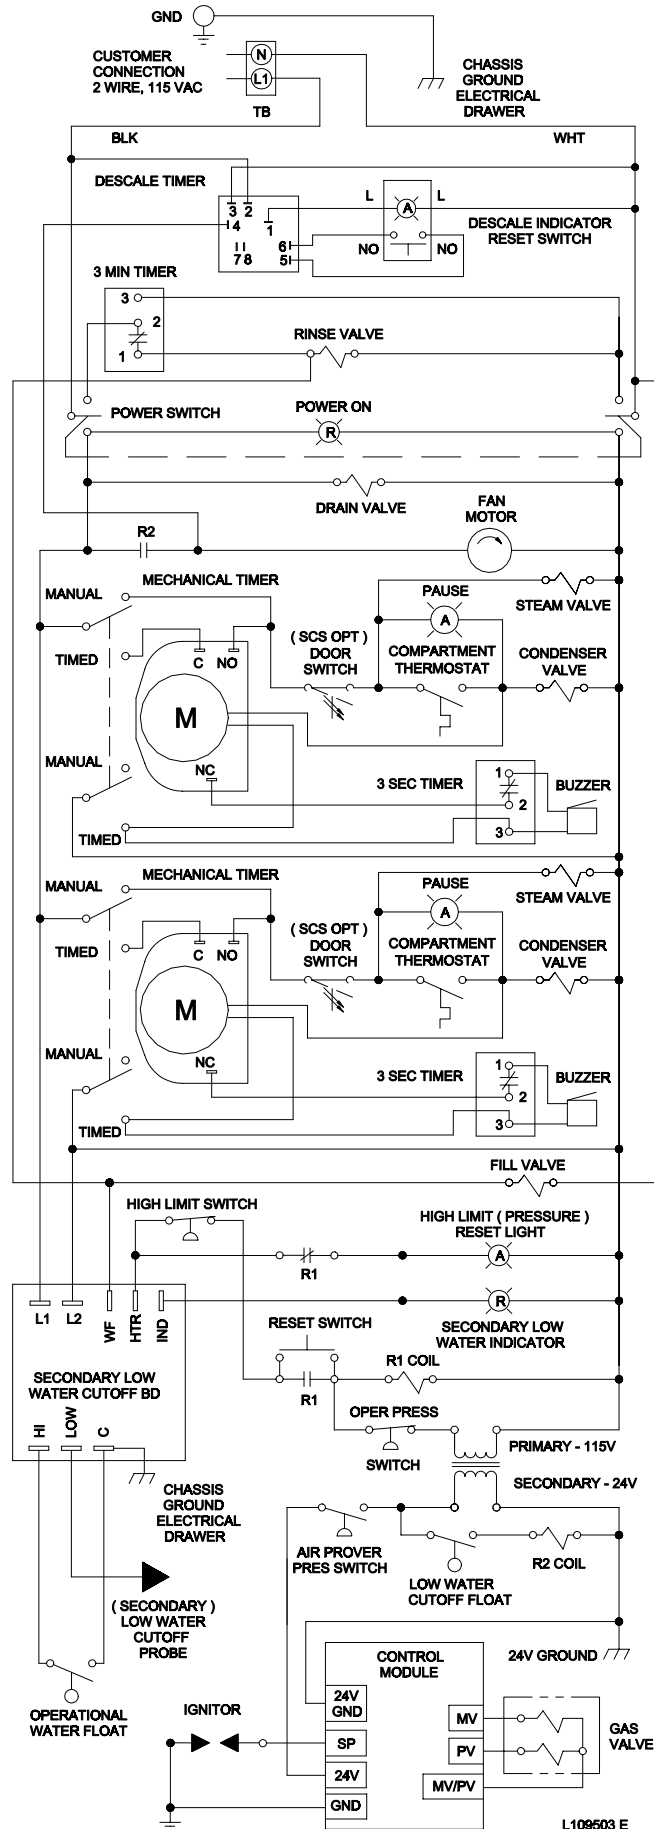 GND
CUSTOMER
CONNECTION
2 WIRE, 115 VAC
N
L1
TB
CHASSIS
GROUND
ELECTRICAL
DRAWER
BLK
WHT
DESCALE TIMER
3 2
4
1
7 8
6
5
L
A
L
NO
NO
DESCALE INDICATOR
RESET SWITCH
3 MIN TIMER
3
2
1
RINSE VALVE
POWER SWITCH
POWER ON
R
DRAIN VALVE
R2
FAN
MOTOR
MANUAL
MECHANICAL TIMER
TIMED
C
NO
M
NC
MANUAL
TIMED
( SCS OPT )
DOOR
SWITCH
PAUSE
A
COMPARTMENT
THERMOSTAT
STEAM VALVE
CONDENSER
VALVE
3 SEC TIMER
1
2
3
BUZZER
MANUAL
MECHANICAL TIMER
TIMED
C
NO
M
NC
MANUAL
TIMED
( SCS OPT )
DOOR
SWITCH
PAUSE
A
COMPARTMENT
THERMOSTAT
STEAM VALVE
CONDENSER
VALVE
3 SEC TIMER
1
2
3
BUZZER
FILL VALVE
HIGH LIMIT SWITCH
HIGH LIMIT ( PRESSURE )
RESET LIGHT
R1
A
L1
L2
WF
HTR
IND
R
SECONDARY LOW
WATER INDICATOR
RESET SWITCH
R1
R1 COIL
SECONDARY LOW
WATER CUTOFF BD
HI
LOW
C
OPER PRESS
SWITCH
PRIMARY - 115V
SECONDARY - 24V
CHASSIS
GROUND
ELECTRICAL
DRAWER
AIR PROVER
PRES SWITCH
LOW WATER
CUTOFF FLOAT
R2 COIL
( SECONDARY )
LOW WATER
CUTOFF
PROBE
OPERATIONAL
WATER FLOAT
24V GROUND
CONTROL
MODULE
24V
GND
SP
24V
GND
MV
PV
MV/PV
IGNITOR
GAS
VALVE
L109503 E